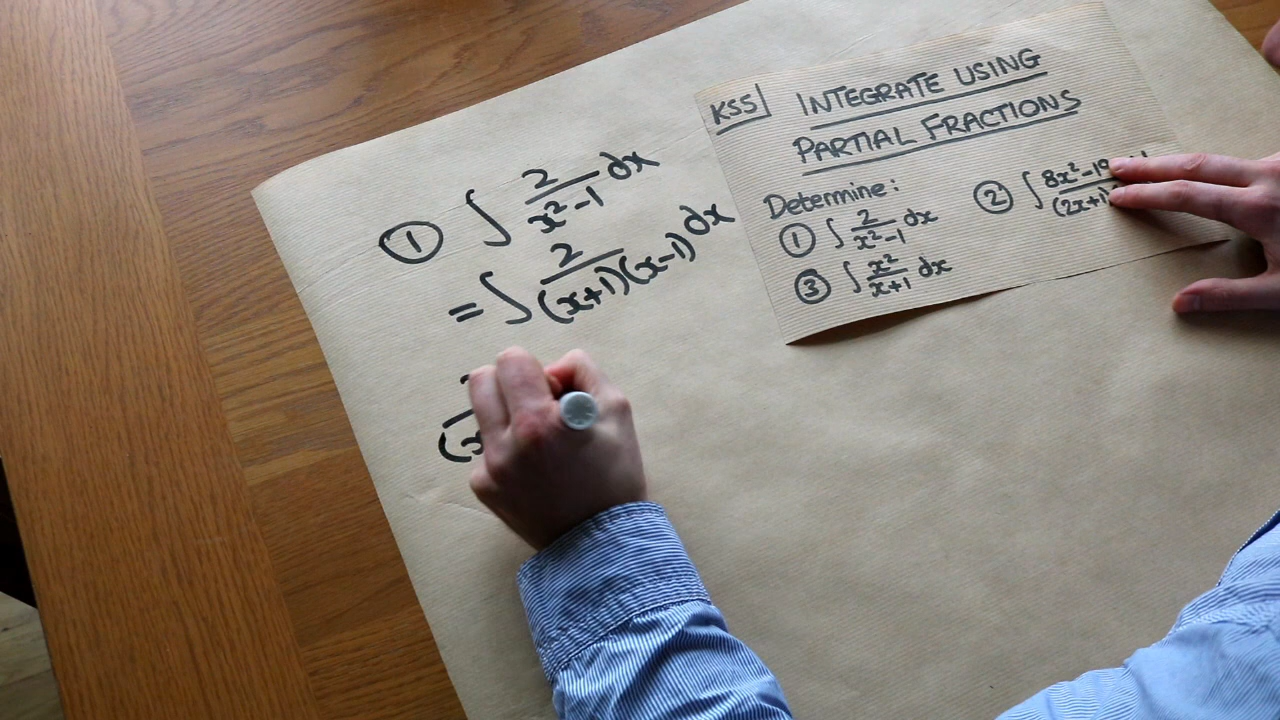 KS5 INTEGRATE USING
PARTIAL FRACTIONS
Determine:
① ∫ 2/(x²-1) dx
② ∫ 8x²-19
(2x+1)
③ ∫ x²/(x+1) dx
① ∫ 2/(x²-1) dx
= ∫ 2/((x+1)(x-1)) dx
(x